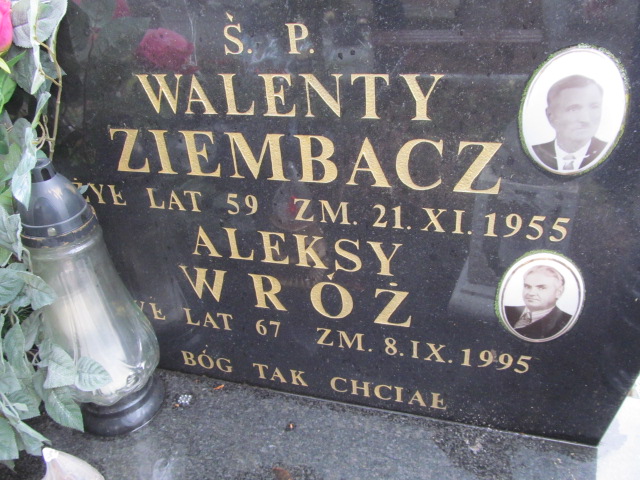 Ś. P.
WALENTY
ZIEMBACZ
ŻYŁ LAT 59 ZM. 21. XI. 1955
ALEKSY
WRÓŻ
LAT 67 ZM. 8. IX. 1995
BÓG TAK CHCIAŁ